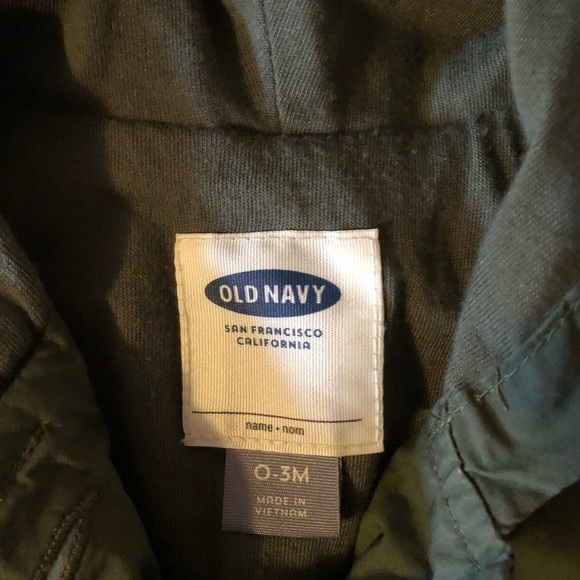 OLD NAVY
SAN FRANCISCO
CALIFORNIA
name • nom
0-3M
MADE IN
VIETNAM